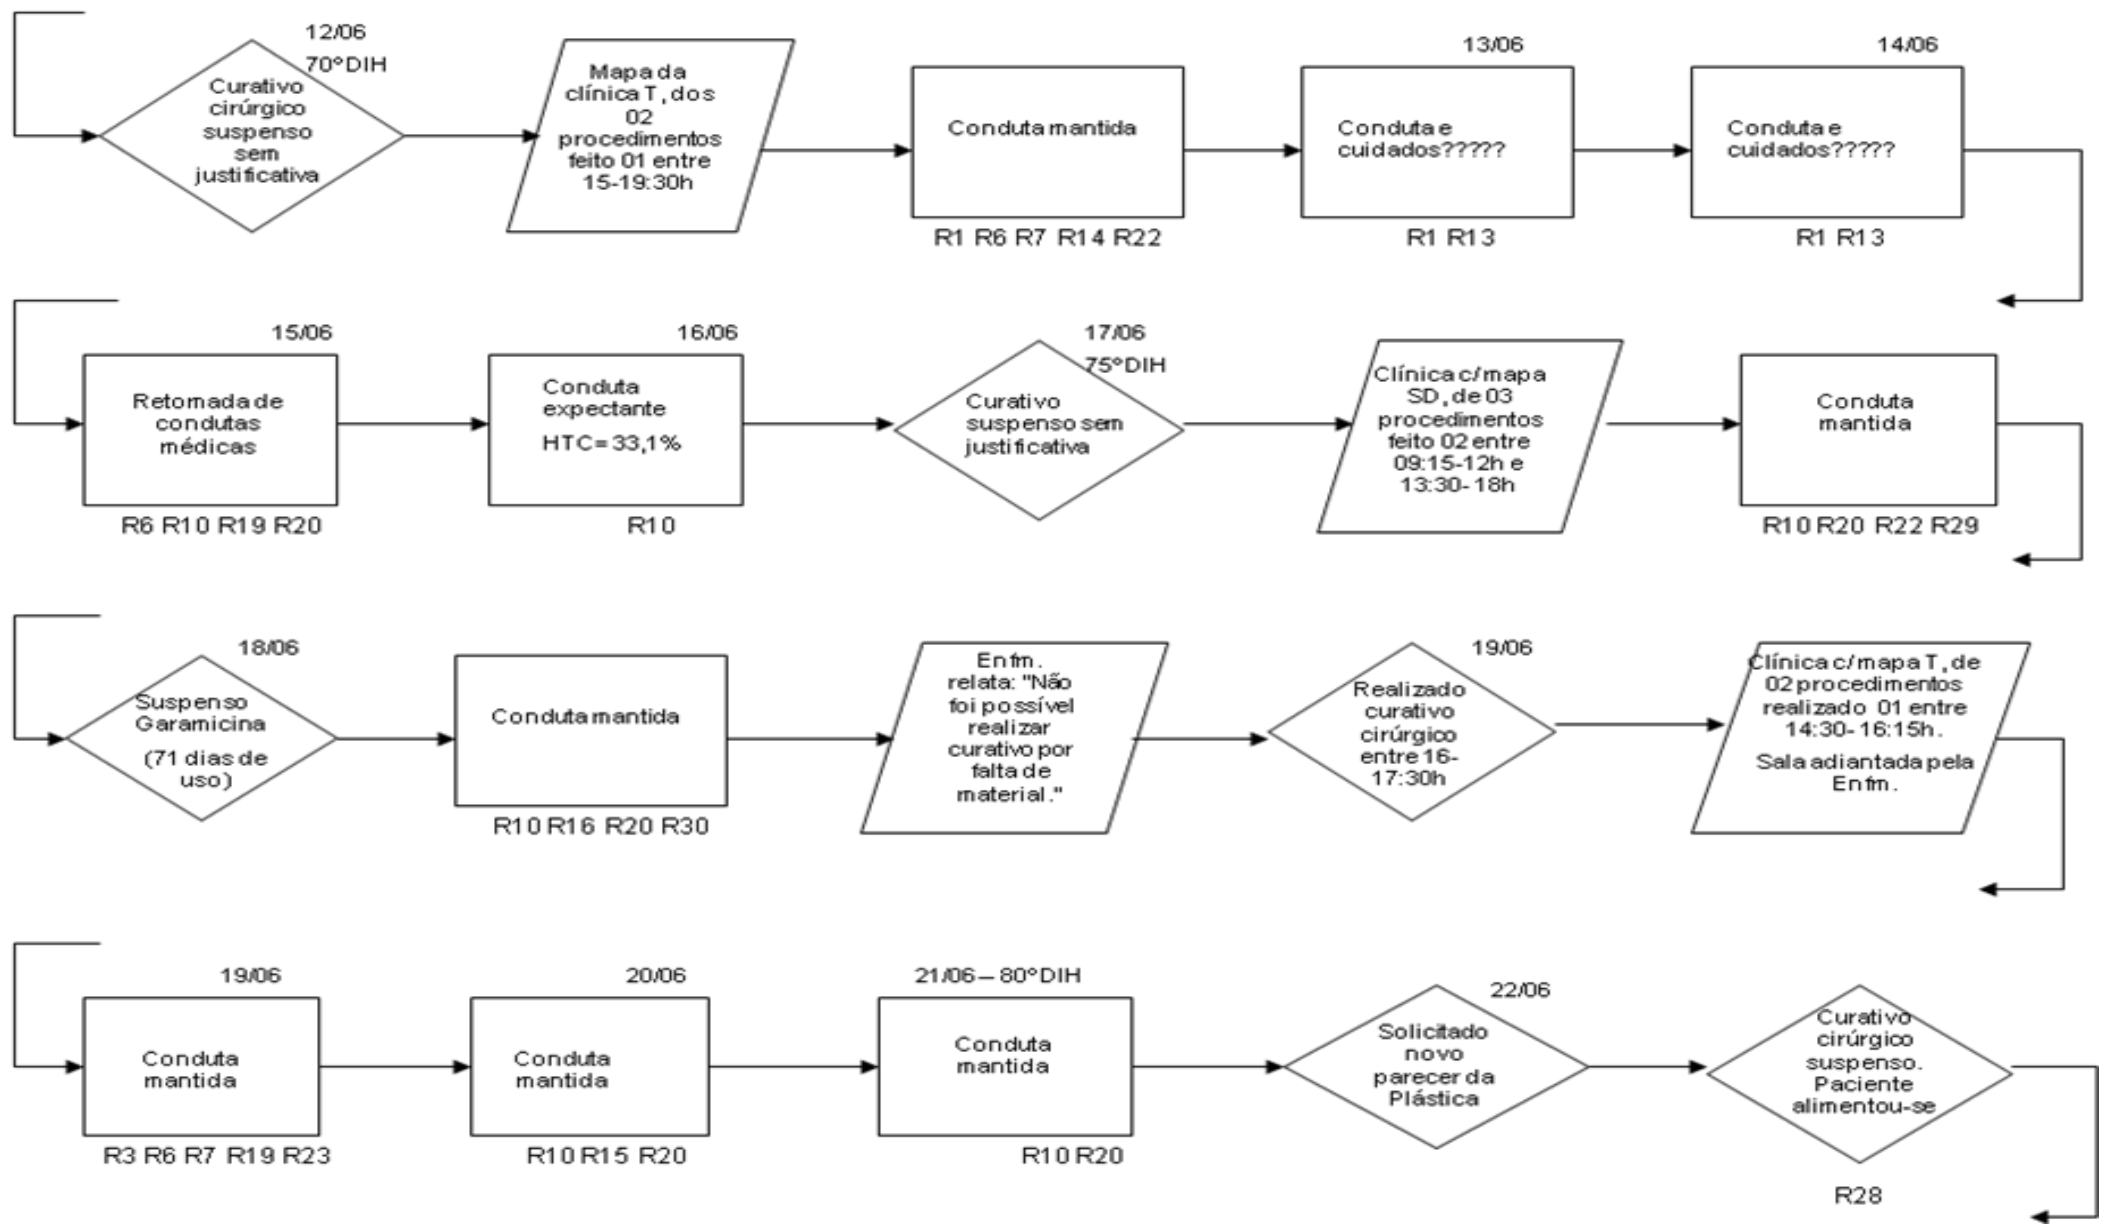 12/06
70°DIH
Curativo
cirúrgico
suspenso
sem
justificativa
Mapa da
clínica T, dos
02
procedimentos
feito 01 entre
15-19:30h
Conduta mantida
R1 R6 R7 R14 R22
13/06
Conduta e
cuidados?????
R1 R13
14/06
Conduta e
cuidados?????
R1 R13
15/06
Retomada de
condutas
médicas
R6 R10 R19 R20
16/06
Conduta
expectante
HTC= 33,1%
R10
17/06
75°DIH
Curativo
suspenso sem
justificativa
Clínica c/mapa
SD, de 03
procedimentos
feito 02 entre
09:15-12h e
13:30-18h
Conduta
mantida
R10 R20 R22 R29
18/06
Suspenso
Garamicina
(71 dias de
uso)
Conduta mantida
R10 R16 R20 R30
Enfm.
relata: "Não
foi possível
realizar
curativo por
falta de
material."
19/06
Realizado
curativo
cirúrgico
entre 16-
17:30h
Clínica c/mapa T, de
02 procedimentos
realizado 01 entre
14:30-16:15h.
Sala adiantada pela
Enfm.
19/06
Conduta
mantida
R3 R6 R7 R19 R23
20/06
Conduta
mantida
R10 R15 R20
21/06 – 80°DIH
Conduta
mantida
R10 R20
22/06
Solicitado
novo
parecer da
Plástica
Curativo
cirúrgico
suspenso.
Paciente
alimentou-se
R28